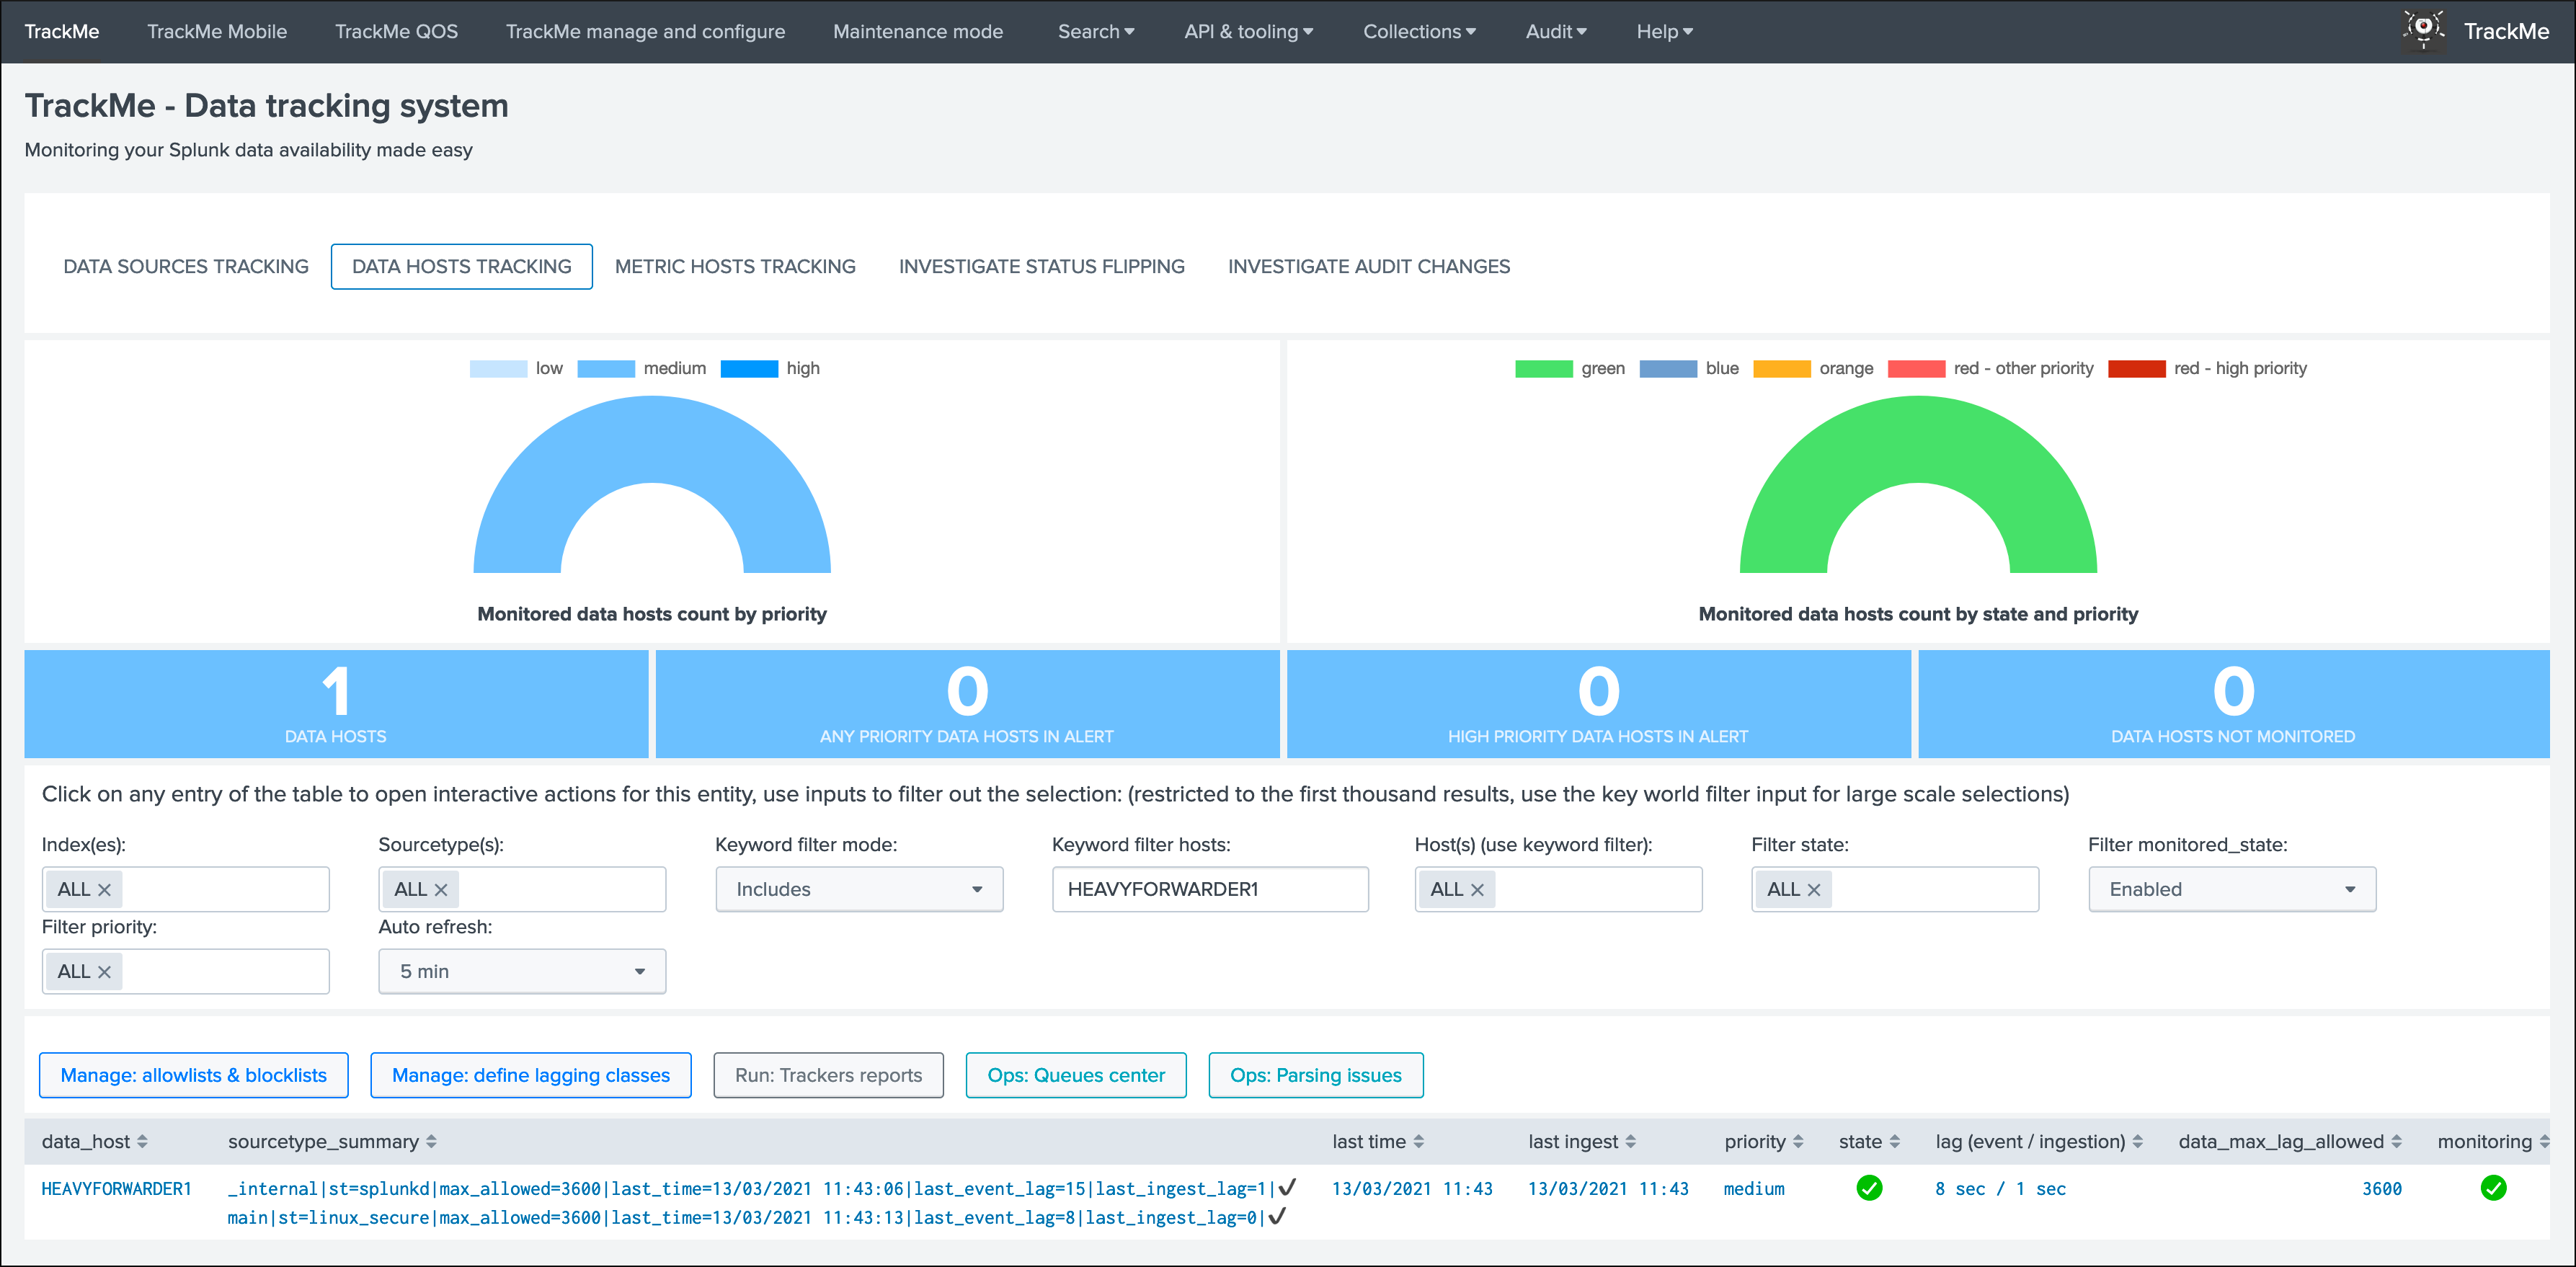 TrackMe TrackMe Mobile TrackMe QOS TrackMe manage and configure Maintenance mode Search API & tooling Collections Audit Help TrackMe
TrackMe - Data tracking system
Monitoring your Splunk data availability made easy
DATA SOURCES TRACKING DATA HOSTS TRACKING METRIC HOSTS TRACKING INVESTIGATE STATUS FLIPPING INVESTIGATE AUDIT CHANGES
low medium high
Monitored data hosts count by priority
green blue orange red - other priority red - high priority
Monitored data hosts count by state and priority
1
DATA HOSTS
0
ANY PRIORITY DATA HOSTS IN ALERT
0
HIGH PRIORITY DATA HOSTS IN ALERT
0
DATA HOSTS NOT MONITORED
Click on any entry of the table to open interactive actions for this entity, use inputs to filter out the selection: (restricted to the first thousand results, use the key world filter input for large scale selections)
Index(es): Sourcetype(s): Keyword filter mode: Keyword filter hosts: Host(s) (use keyword filter): Filter state: Filter monitored_state:
ALL ALL Includes HEAVYFORWARDER1 ALL ALL Enabled
Filter priority: Auto refresh:
ALL 5 min
Manage: allowlists & blocklists Manage: define lagging classes Run: Trackers reports Ops: Queues center Ops: Parsing issues
data_host sourcetype_summary last time last ingest priority state lag (event / ingestion) data_max_lag_allowed monitoring
HEAVYFORWARDER1 _internal|st=splunkd|max_allowed=3600|last_time=13/03/2021 11:43:06|last_event_lag=15|last_ingest_lag=1|✔ 13/03/2021 11:43 13/03/2021 11:43 medium 8 sec / 1 sec 3600
main|st=linux_secure|max_allowed=3600|last_time=13/03/2021 11:43:13|last_event_lag=8|last_ingest_lag=0|✔